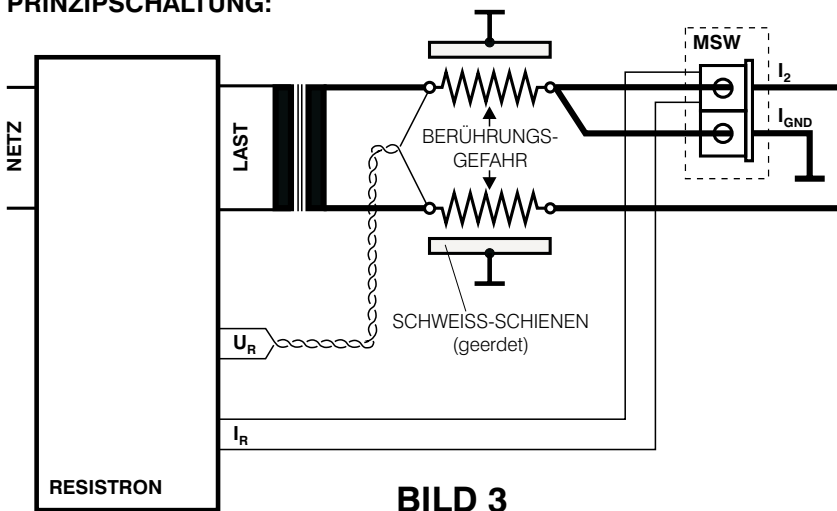 PRINZIPSCHALTUNG:
MSW
I2
IGND
NETZ
LAST
BERÜHRUNGS-
GEFAHR
SCHWEISS-SCHIENEN
(geerdet)
UR
IR
RESISTRON
BILD 3